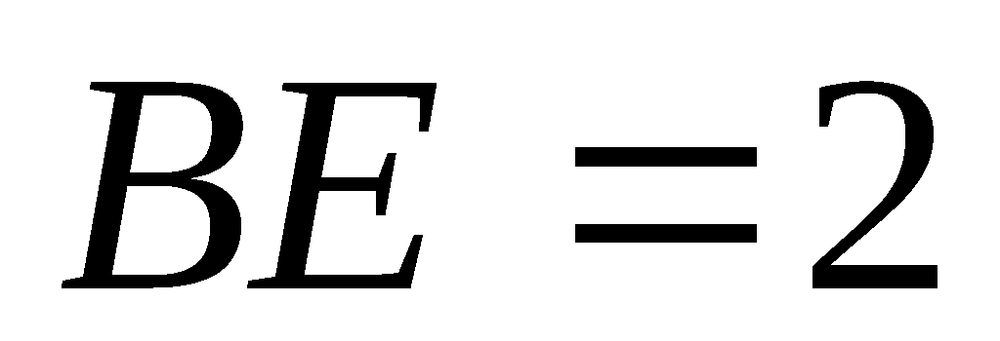 BE = 2